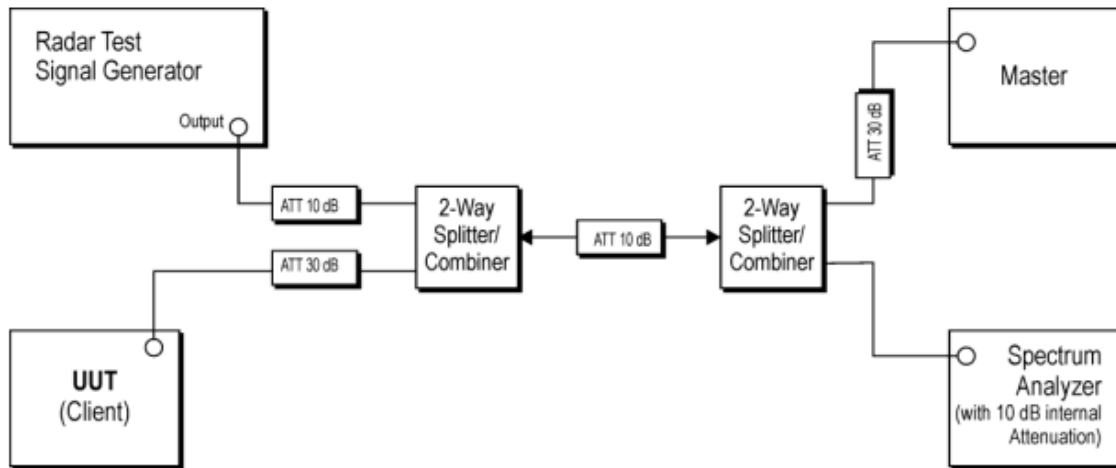 Radar Test
Signal Generator
Output
Master
ATT 30 dB
ATT 10 dB
2-Way
Splitter/
Combiner
ATT 10 dB
2-Way
Splitter/
Combiner
ATT 30 dB
UUT
(Client)
Spectrum
Analyzer
(with 10 dB internal
Attenuation)